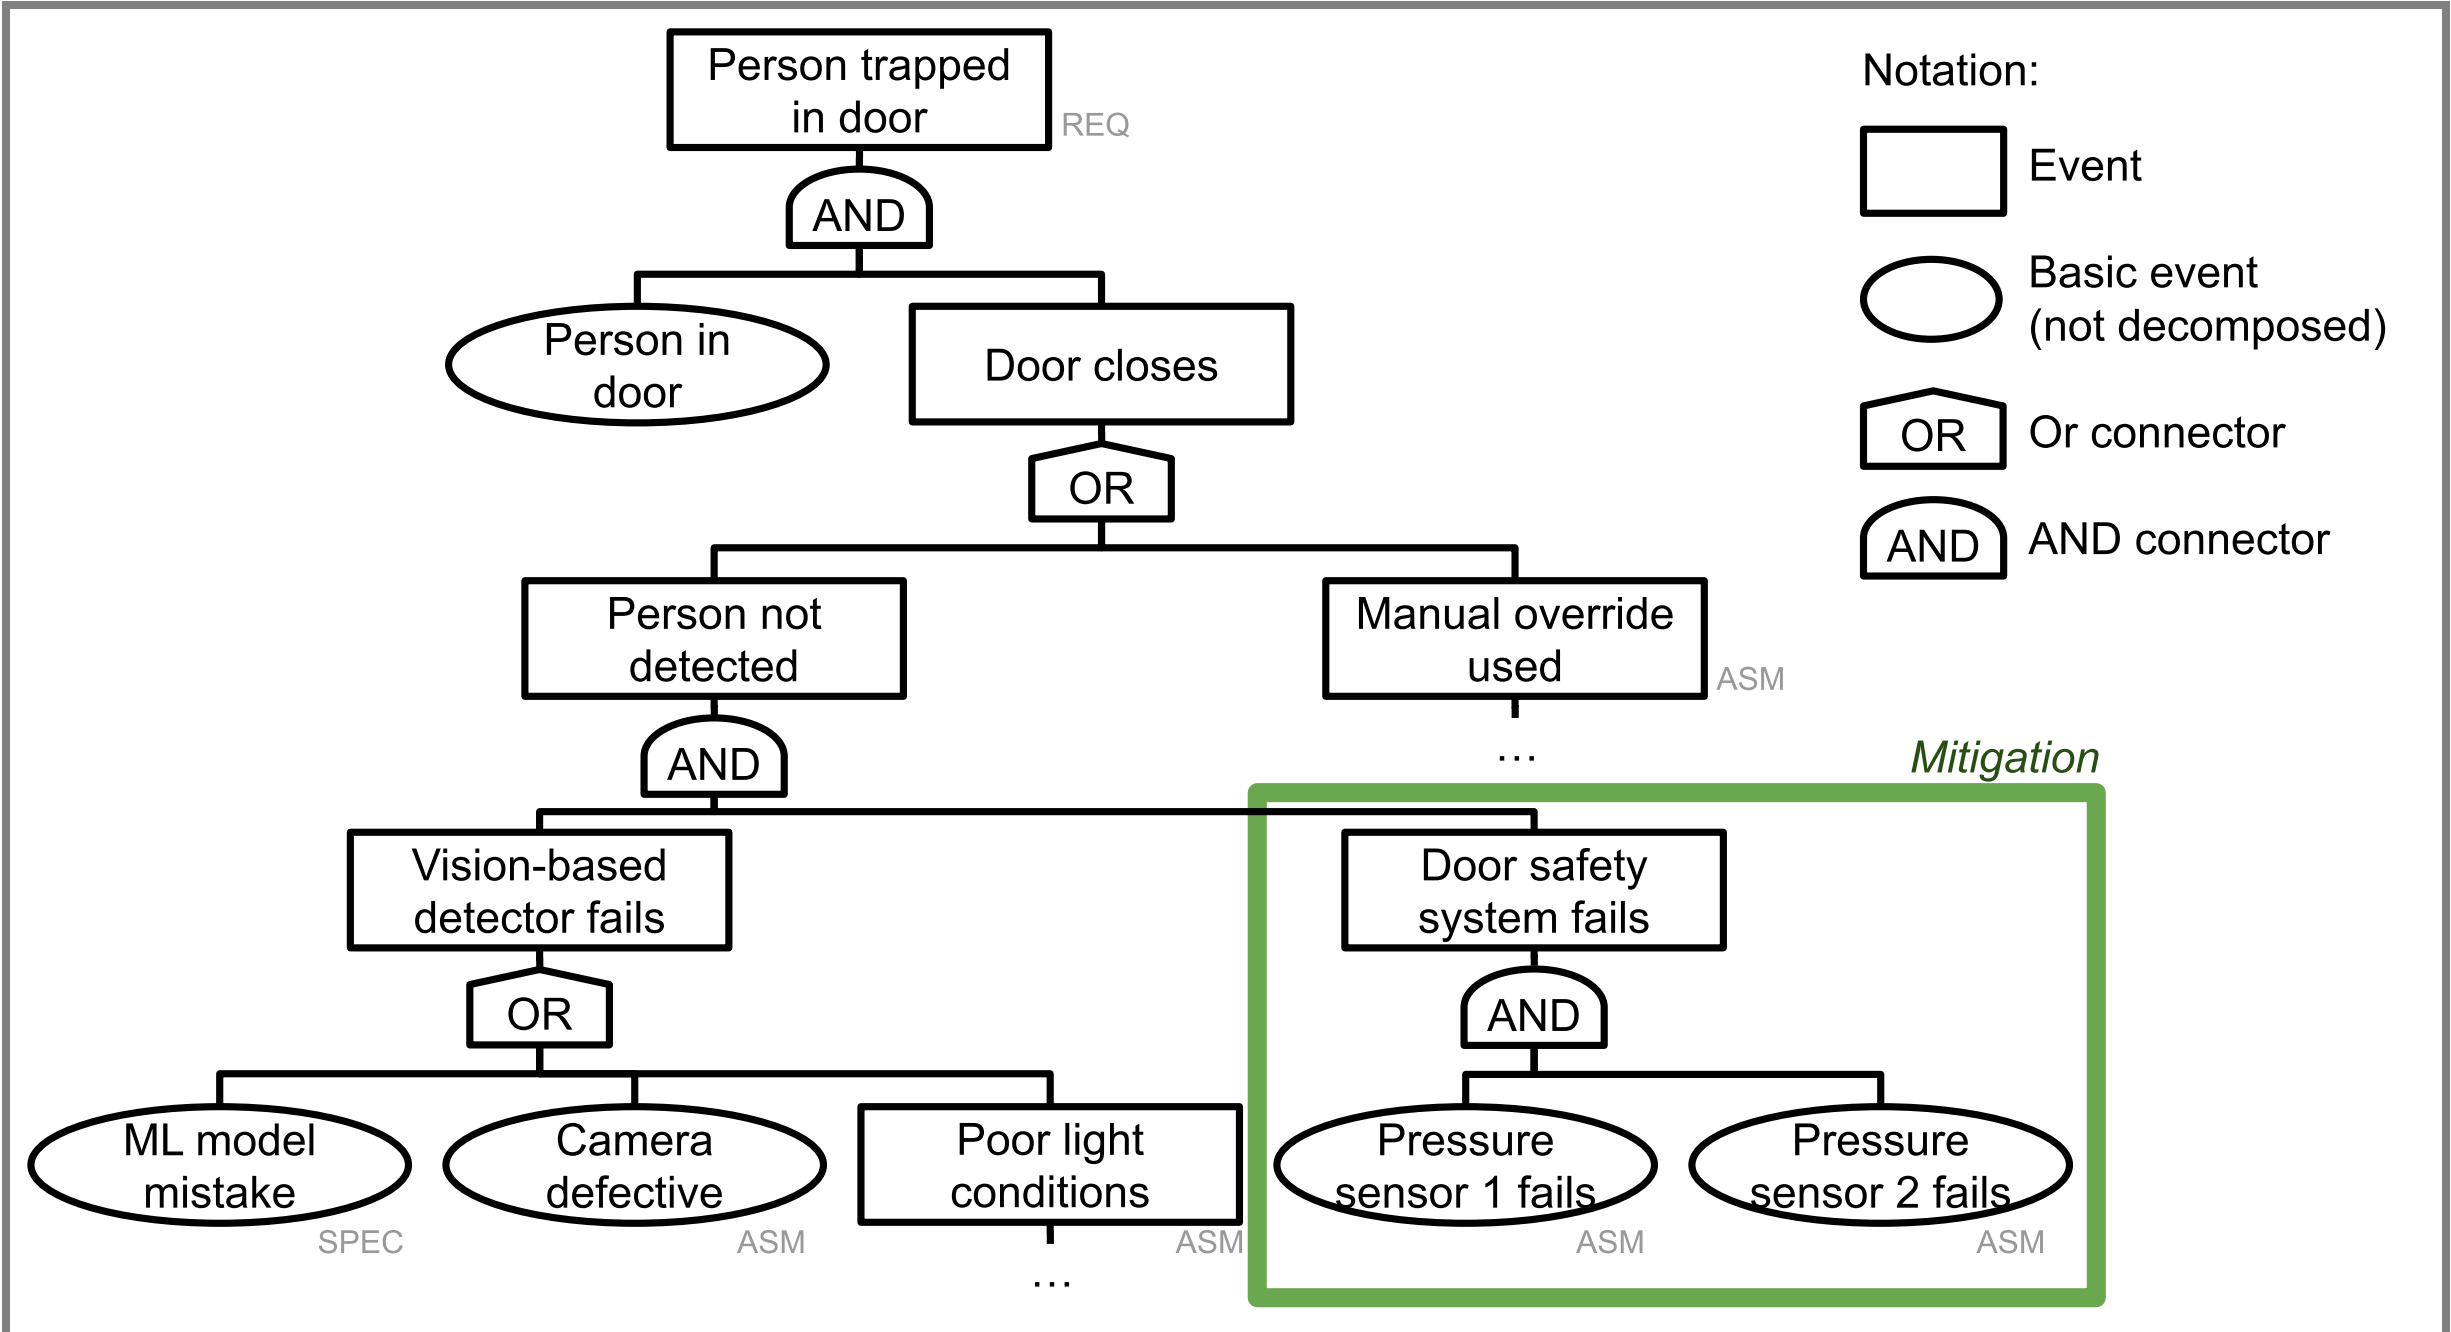 Person trapped
in door
REQ
AND
Person in
door
Door closes
OR
Person not
detected
Manual override
used
ASM
...
AND
Mitigation
Vision-based
detector fails
Door safety
system fails
OR
AND
ML model
mistake
SPEC
Camera
defective
ASM
Poor light
conditions
ASM
...
Pressure
sensor 1 fails
ASM
Pressure
sensor 2 fails
ASM
Notation:
Event
Basic event
(not decomposed)
OR
Or connector
AND
AND connector